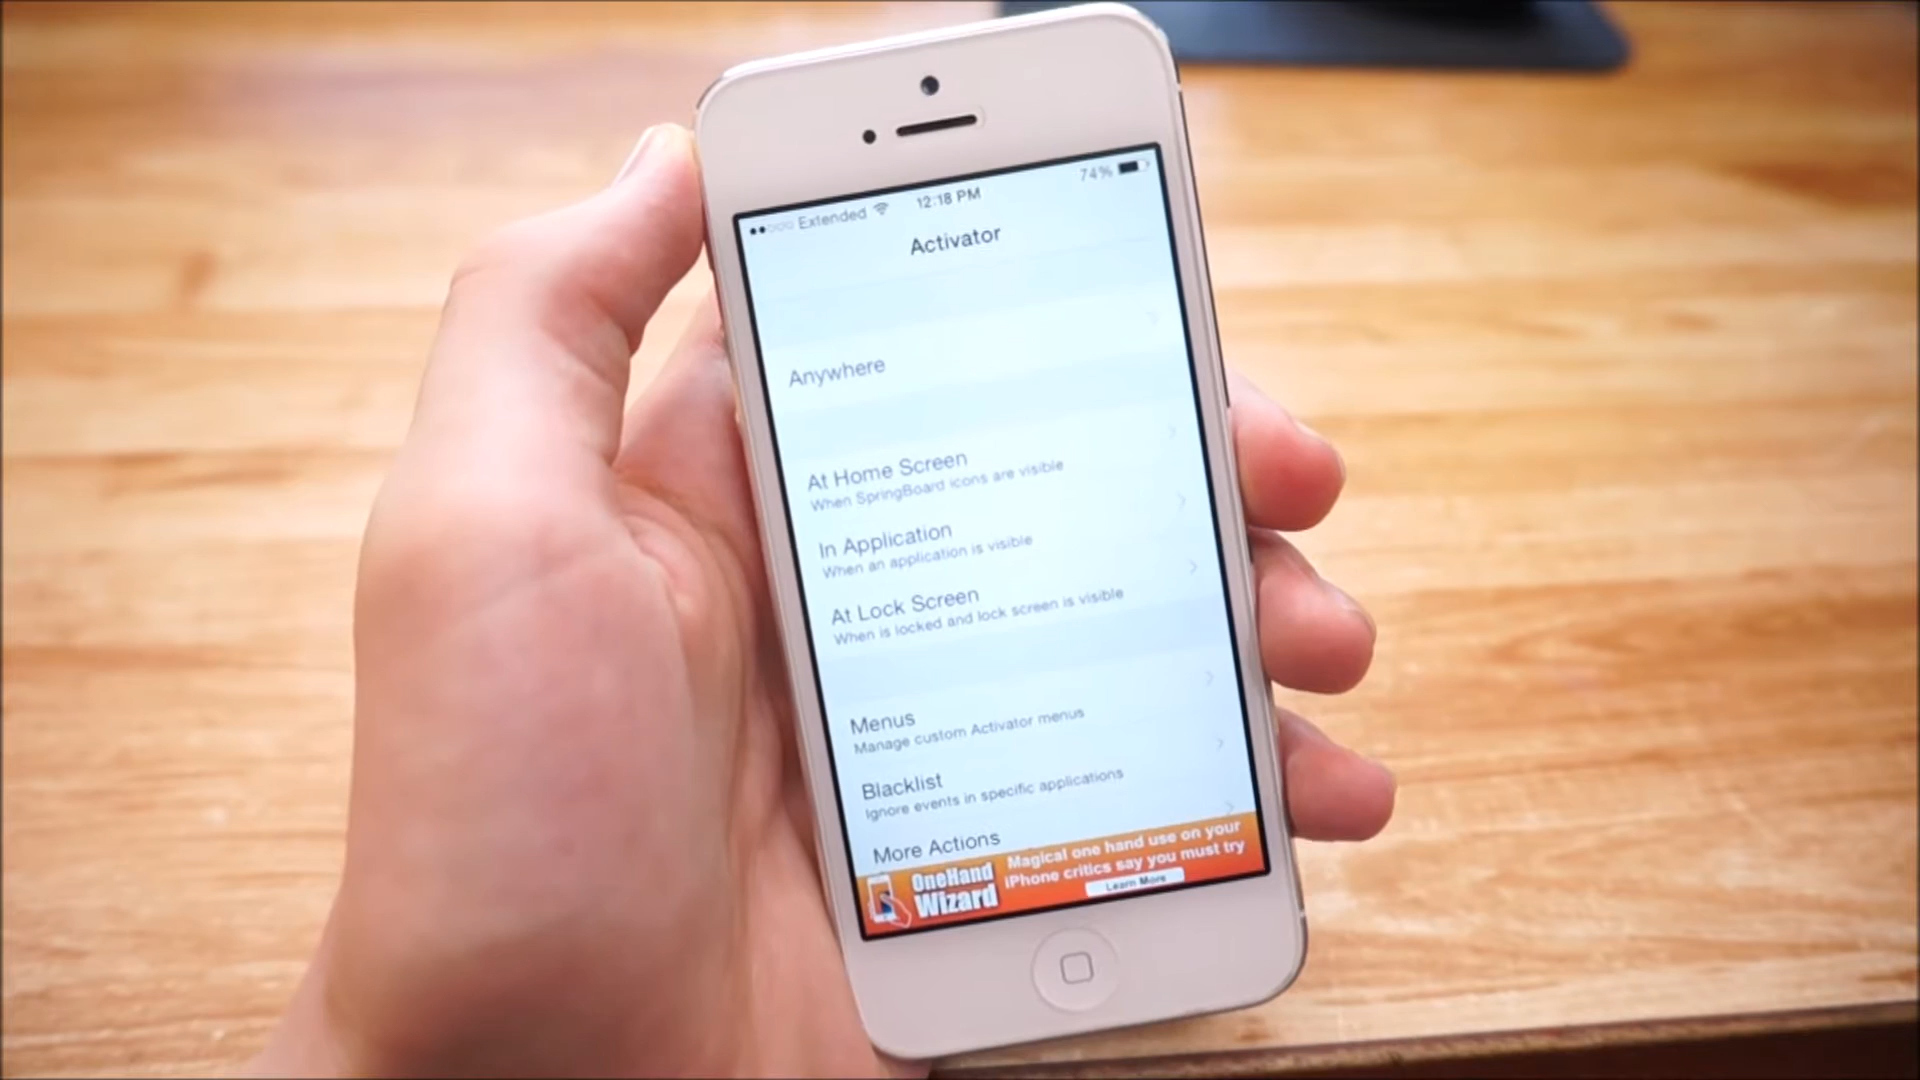 Extended 12:18 PM 74%
Activator
Anywhere
At Home Screen
When SpringBoard icons are visible
In Application
When an application is visible
At Lock Screen
When is locked and lock screen is visible
Menus
Manage custom Activator menus
Blacklist
Ignore events in specific applications
More Actions
OneHand
Wizard
Magical one hand use on your
iPhone critics say you must try
Learn More